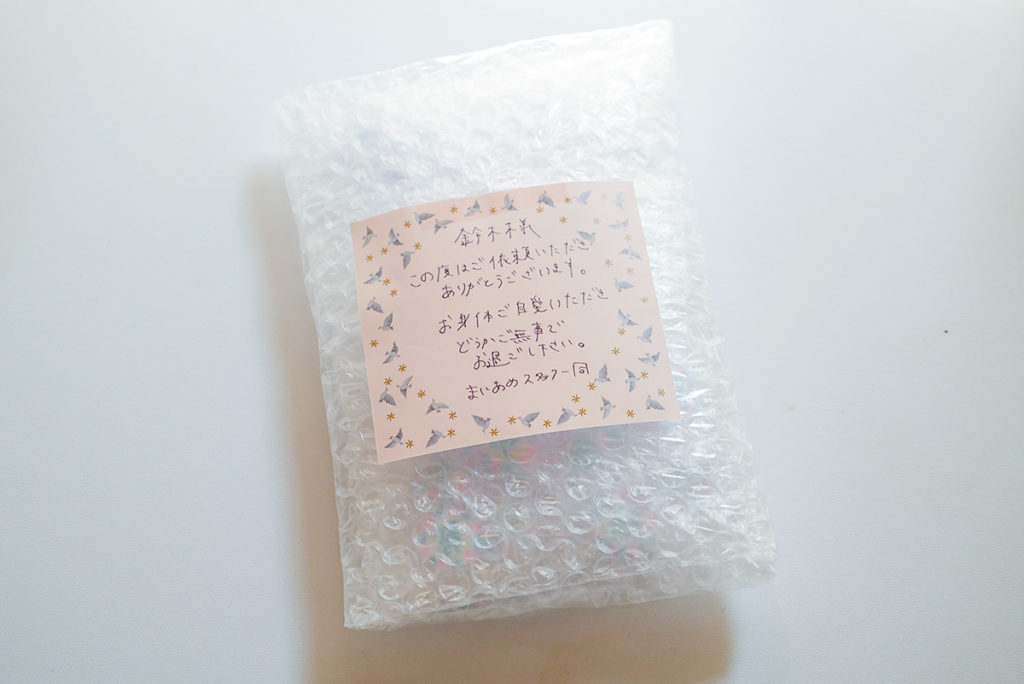 鈴木様
この度はご依頼いただき
ありがとうございます。
お身体ご自愛いただき
どうかご無事で
お過ごし下さい。
まいあめスタッフ一同